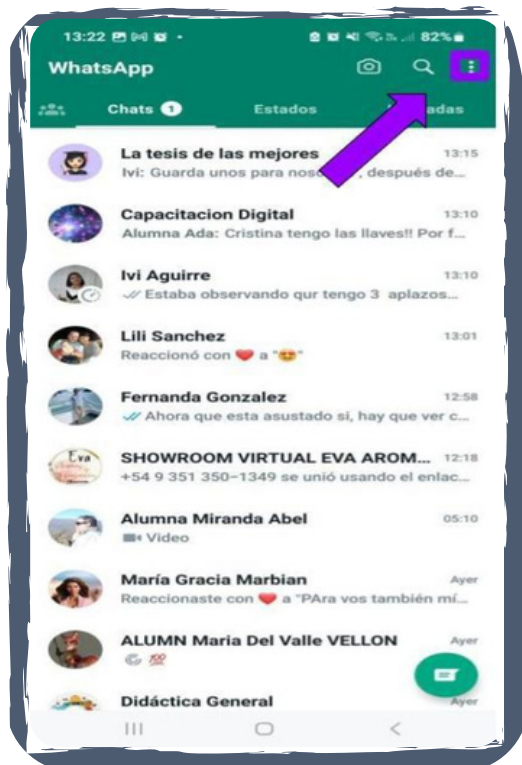 13:22
82%
WhatsApp
Chats 1 Estados adas
La tesis de las mejores 13:15
Ivi: Guarda unos para nos , después de...
Capacitacion Digital 13:10
Alumna Ada: Cristina tengo las llaves!! Por f...
Ivi Aguirre 13:10
Estaba observando qur tengo 3 aplazos...
Lili Sanchez 13:01
Reaccionó con ❤️ a "😍"
Fernanda Gonzalez 12:58
Ahora que esta asustado si, hay que ver c...
SHOWROOM VIRTUAL EVA AROM... 12:18
+54 9 351 350-1349 se unió usando el enlac...
Alumna Miranda Abel 05:10
Video
María Gracia Marbian Ayer
Reaccionaste con ❤️ a "PAra vos también mí...
ALUMN Maria Del Valle VELLON Ayer
💯
Didáctica General Ayer
Eva